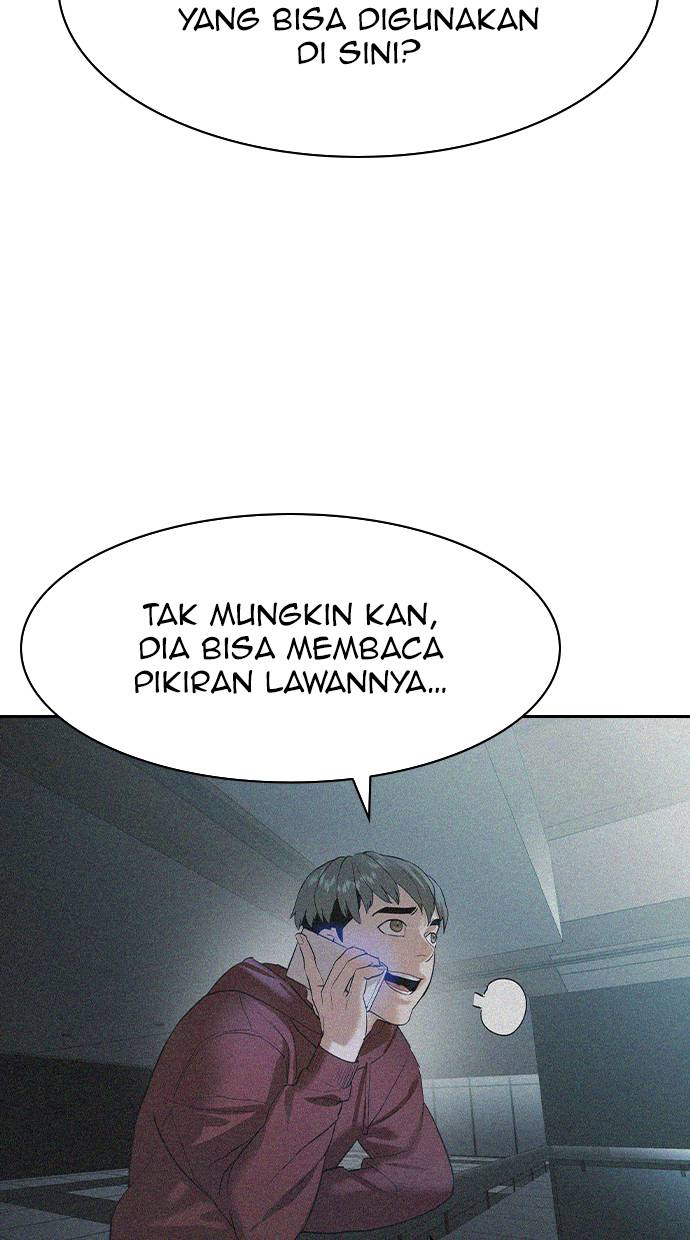 YANG BISA DIGUNAKAN
DI SINI?
TAK MUNGKIN KAN,
DIA BISA MEMBACA
PIKIRAN LAWANNYA...